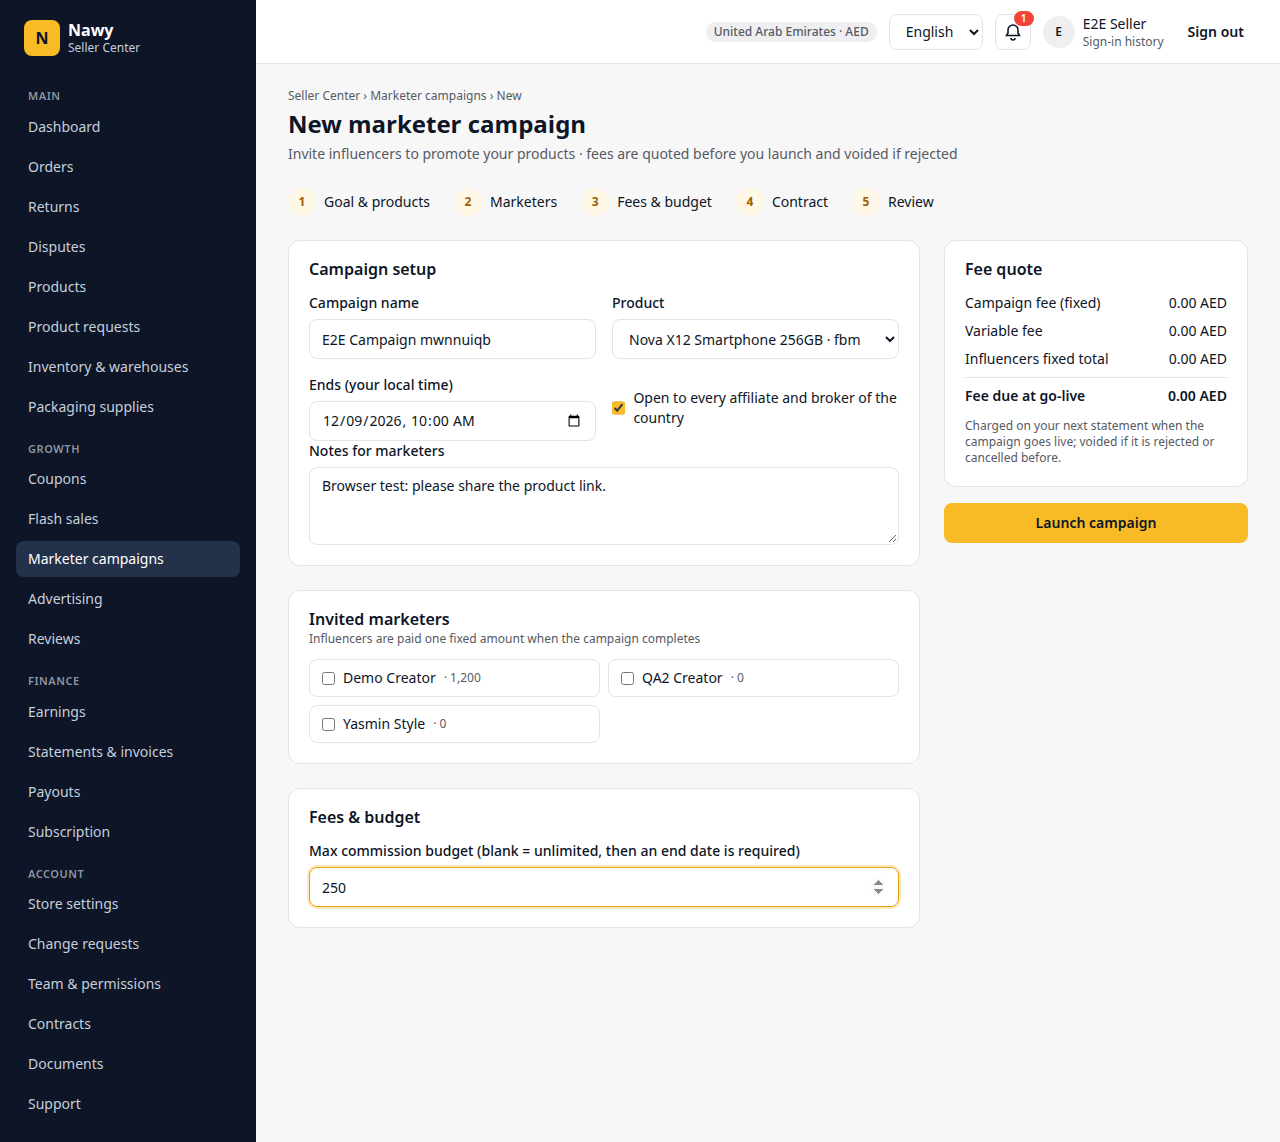 N
Nawy
Seller Center
MAIN
Dashboard
Orders
Returns
Disputes
Products
Product requests
Inventory & warehouses
Packaging supplies
GROWTH
Coupons
Flash sales
Marketer campaigns
Advertising
Reviews
FINANCE
Earnings
Statements & invoices
Payouts
Subscription
ACCOUNT
Store settings
Change requests
Team & permissions
Contracts
Documents
Support
United Arab Emirates · AED
English
1
E
E2E Seller
Sign-in history
Sign out
Seller Center › Marketer campaigns › New
New marketer campaign
Invite influencers to promote your products · fees are quoted before you launch and voided if rejected
1 Goal & products 2 Marketers 3 Fees & budget 4 Contract 5 Review
Campaign setup
Campaign name
E2E Campaign mwnnuiqb
Product
Nova X12 Smartphone 256GB · fbm
Ends (your local time)
12/09/2026, 10:00 AM
Open to every affiliate and broker of the
country
Notes for marketers
Browser test: please share the product link.
Invited marketers
Influencers are paid one fixed amount when the campaign completes
Demo Creator · 1,200
QA2 Creator · 0
Yasmin Style · 0
Fees & budget
Max commission budget (blank = unlimited, then an end date is required)
250
Fee quote
Campaign fee (fixed) 0.00 AED
Variable fee 0.00 AED
Influencers fixed total 0.00 AED
Fee due at go-live 0.00 AED
Charged on your next statement when the
campaign goes live; voided if it is rejected or
cancelled before.
Launch campaign